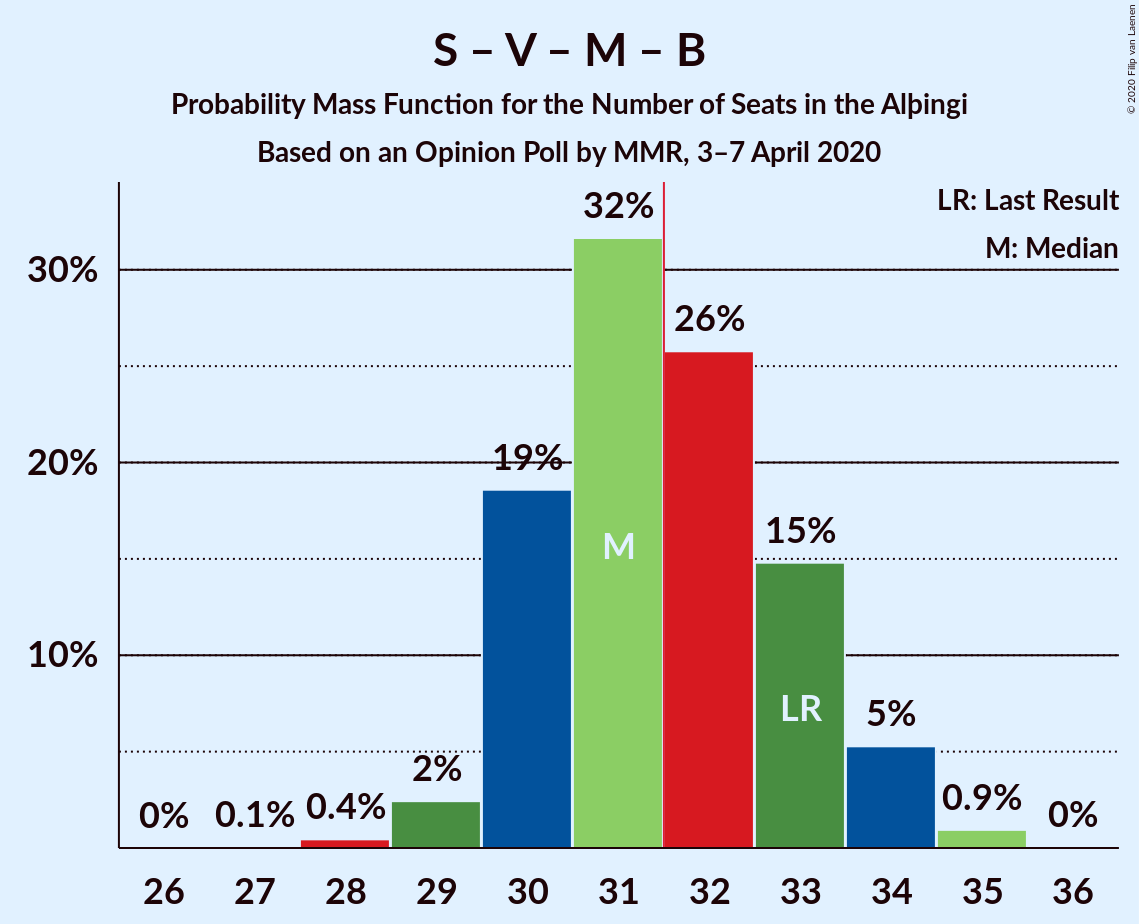 S – V – M – B
Probability Mass Function for the Number of Seats in the Alþingi
Based on an Opinion Poll by MMR, 3–7 April 2020
© 2020 Filip van Laenen
LR: Last Result
M: Median
30%
20%
10%
0%
0.1%
0.4%
2%
19%
32%
26%
15%
5%
0.9%
0%
M
LR
26 27 28 29 30 31 32 33 34 35 36